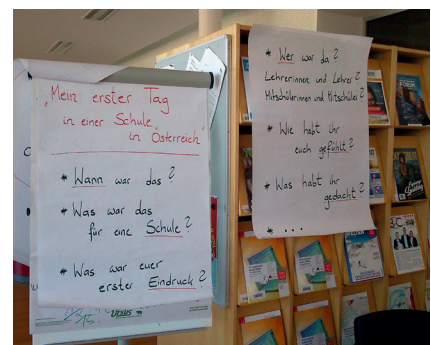 "Mein erster Tag
in einer Schule
in Österreich"
* Wann war das?
* Was war das
für eine Schule?
* Was war euer
erster Eindruck?
* Wer war da?
Lehrerinnen und Lehrer?
Mitschülerinnen und Mitschüler?
* Wie habt ihr
euch gefühlt?
* Was habt ihr
gedacht?
* ...
FORUM